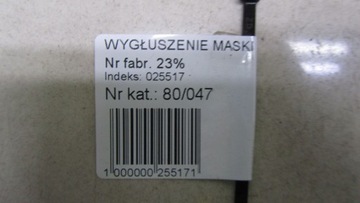 WYGŁUSZENIE MASKI
Nr fabr. 23%
Indeks: 025517
Nr kat.: 80/047
1 000000 255171